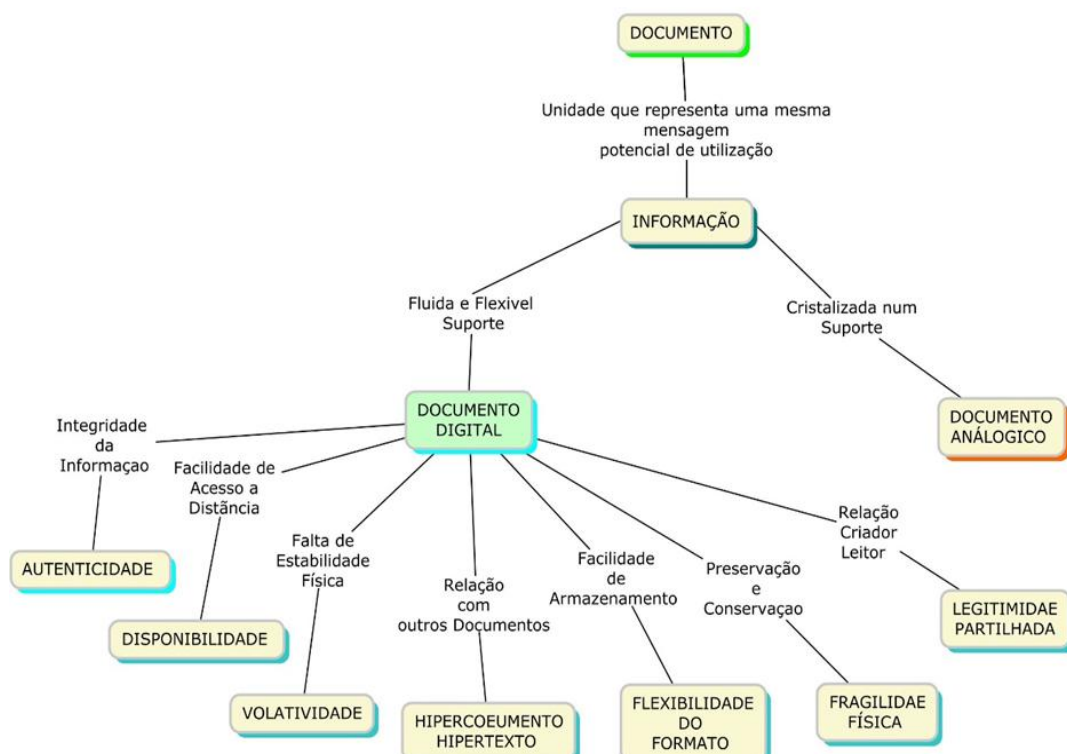 DOCUMENTO
Unidade que representa uma mesma
mensagem
potencial de utilização
INFORMAÇÃO
Fluida e Flexivel
Suporte
Cristalizada num
Suporte
DOCUMENTO
DIGITAL
DOCUMENTO
ANÁLOGICO
Integridade
da
Informaçao
Facilidade de
Acesso a
Distância
Falta de
Estabilidade
Física
Relação
com
outros Documentos
Facilidade
de
Armazenamento
Preservação
e
Conservaçao
Relação
Criador
Leitor
AUTENTICIDADE
DISPONIBILIDADE
VOLATIVIDADE
HIPERCOEUMENTO
HIPERTEXTO
FLEXIBILIDADE
DO
FORMATO
FRAGILIDAE
FÍSICA
LEGITIMIDAE
PARTILHADA